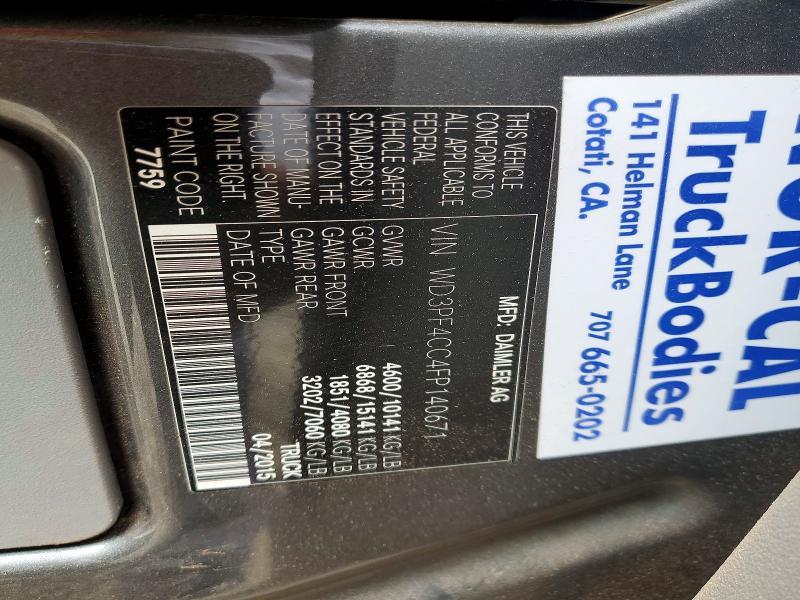 THIS VEHICLE
CONFORMS TO
ALL APPLICABLE
FEDERAL
VEHICLE SAFETY
STANDARDS IN
EFFECT ON THE
DATE OF MANU-
FACTURE SHOWN
ON THE RIGHT.
PAINT CODE
7759
MFD: DAIMLER AG
VIN WD3PF4CC4FP140671
GVWR 4600/10141 KG/LB
GCWR 6868/15141 KG/LB
GAWR FRONT 1851/4080 KG/LB
GAWR REAR 3202/7060 KG/LB
TYPE TRUCK
DATE OF MFD 04/2015
TruckBodies
141 Helman Lane
Cotati, CA. 707 665-0202